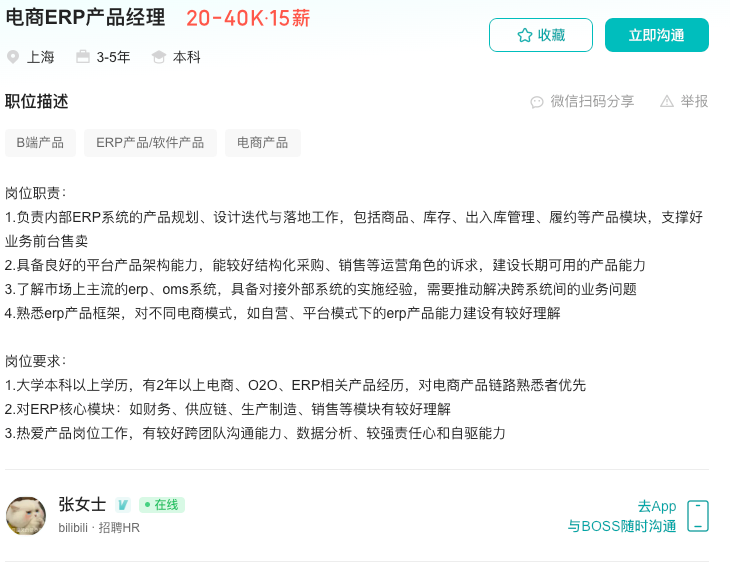 电商ERP产品经理 20-40K·15薪
收藏
立即沟通
上海 3-5年 本科
职位描述
微信扫码分享 举报
B端产品 ERP产品/软件产品 电商产品
岗位职责：
1.负责内部ERP系统的产品规划、设计迭代与落地工作，包括商品、库存、出入库管理、履约等产品模块，支撑好
业务前台售卖
2.具备良好的平台产品架构能力，能较好结构化采购、销售等运营角色的诉求，建设长期可用的产品能力
3.了解市场上主流的erp、oms系统，具备对接外部系统的实施经验，需要推动解决跨系统间的业务问题
4.熟悉erp产品框架，对不同电商模式，如自营、平台模式下的erp产品能力建设有较好理解
岗位要求：
1.大学本科以上学历，有2年以上电商、O2O、ERP相关产品经历，对电商产品链路熟悉者优先
2.对ERP核心模块：如财务、供应链、生产制造、销售等模块有较好理解
3.热爱产品岗位工作，有较好跨团队沟通能力、数据分析、较强责任心和自驱能力
张女士 在线
bilibili · 招聘HR
去App
与BOSS随时沟通